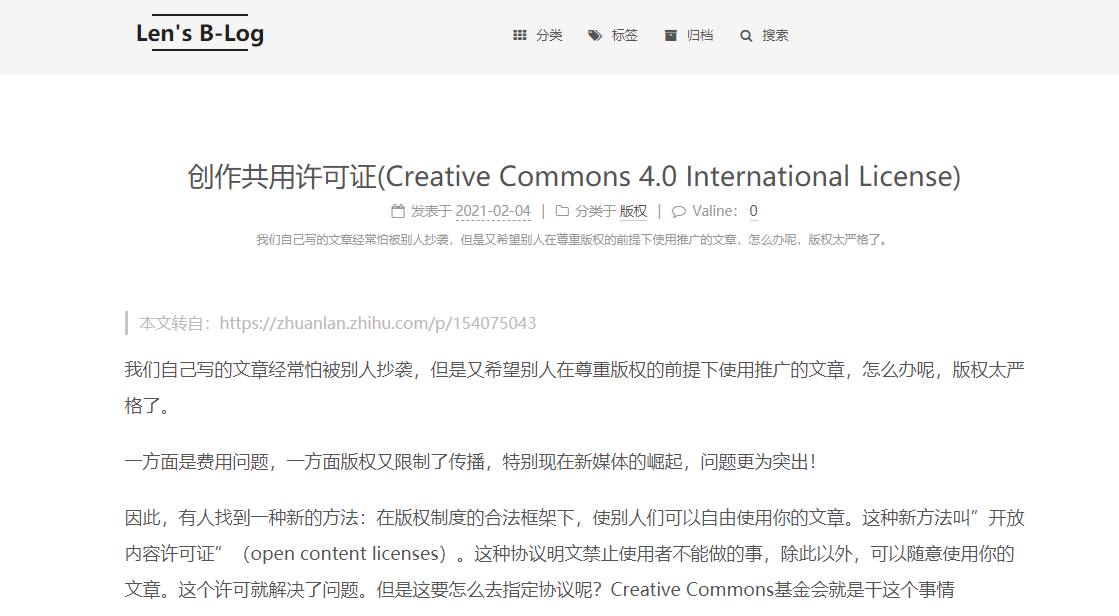 Len's B-Log
分类 标签 归档 搜索
创作共用许可证(Creative Commons 4.0 International License)
发表于 2021-02-04 | 分类于 版权 | Valine: 0
我们自己写的文章经常怕被别人抄袭，但是又希望别人在尊重版权的前提下使用推广的文章，怎么办呢，版权太严格了。
本文转自：https://zhuanlan.zhihu.com/p/154075043
我们自己写的文章经常怕被别人抄袭，但是又希望别人在尊重版权的前提下使用推广的文章，怎么办呢，版权太严
格了。
一方面是费用问题，一方面版权又限制了传播，特别现在新媒体的崛起，问题更为突出！
因此，有人找到一种新的方法：在版权制度的合法框架下，使别人们可以自由使用你的文章。这种新方法叫”开放
内容许可证”（open content licenses）。这种协议明文禁止使用者不能做的事，除此以外，可以随意使用你的
文章。这个许可就解决了问题。但是这要怎么去指定协议呢？Creative Commons基金会就是干这个事情